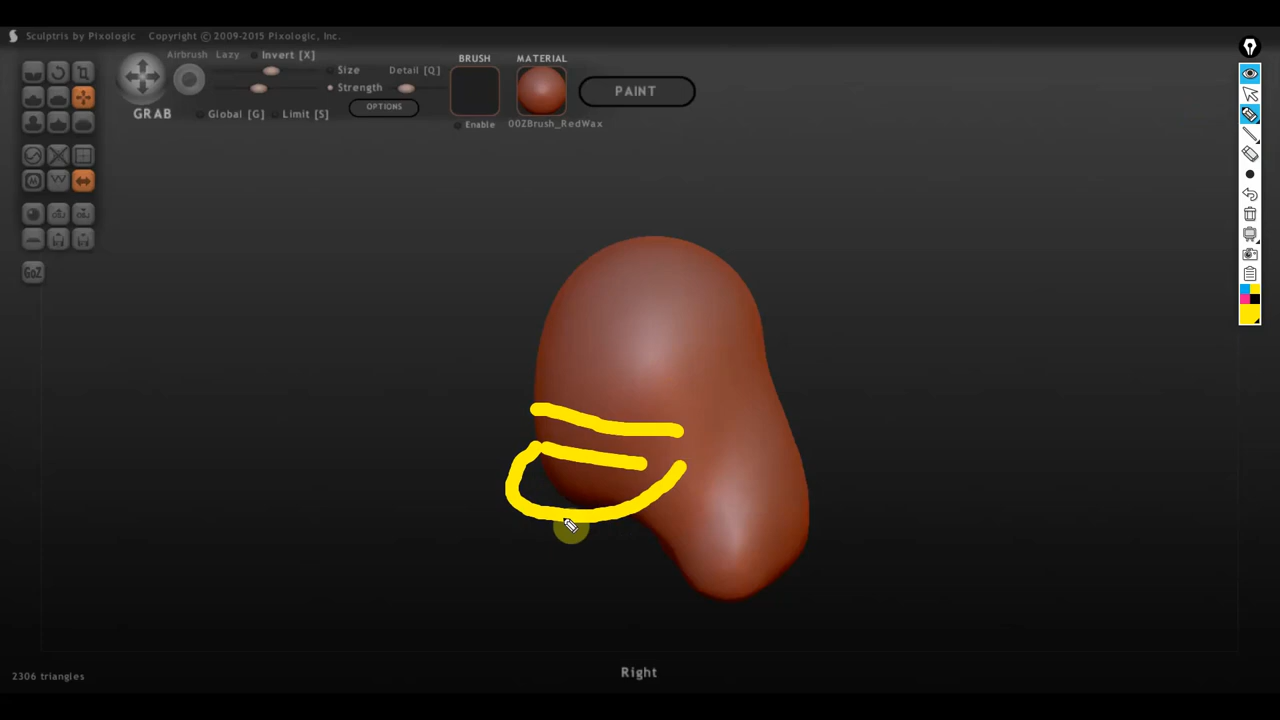 Sculptris by Pixologic Copyright © 2009-2015 Pixologic, Inc.
Airbrush Lazy Invert [X]
BRUSH MATERIAL
Size Detail [Q]
Strength
PAINT
OPTIONS
GRAB Global [G] Limit [S]
Enable 00ZBrush_RedWax
GoZ
2306 triangles
Right